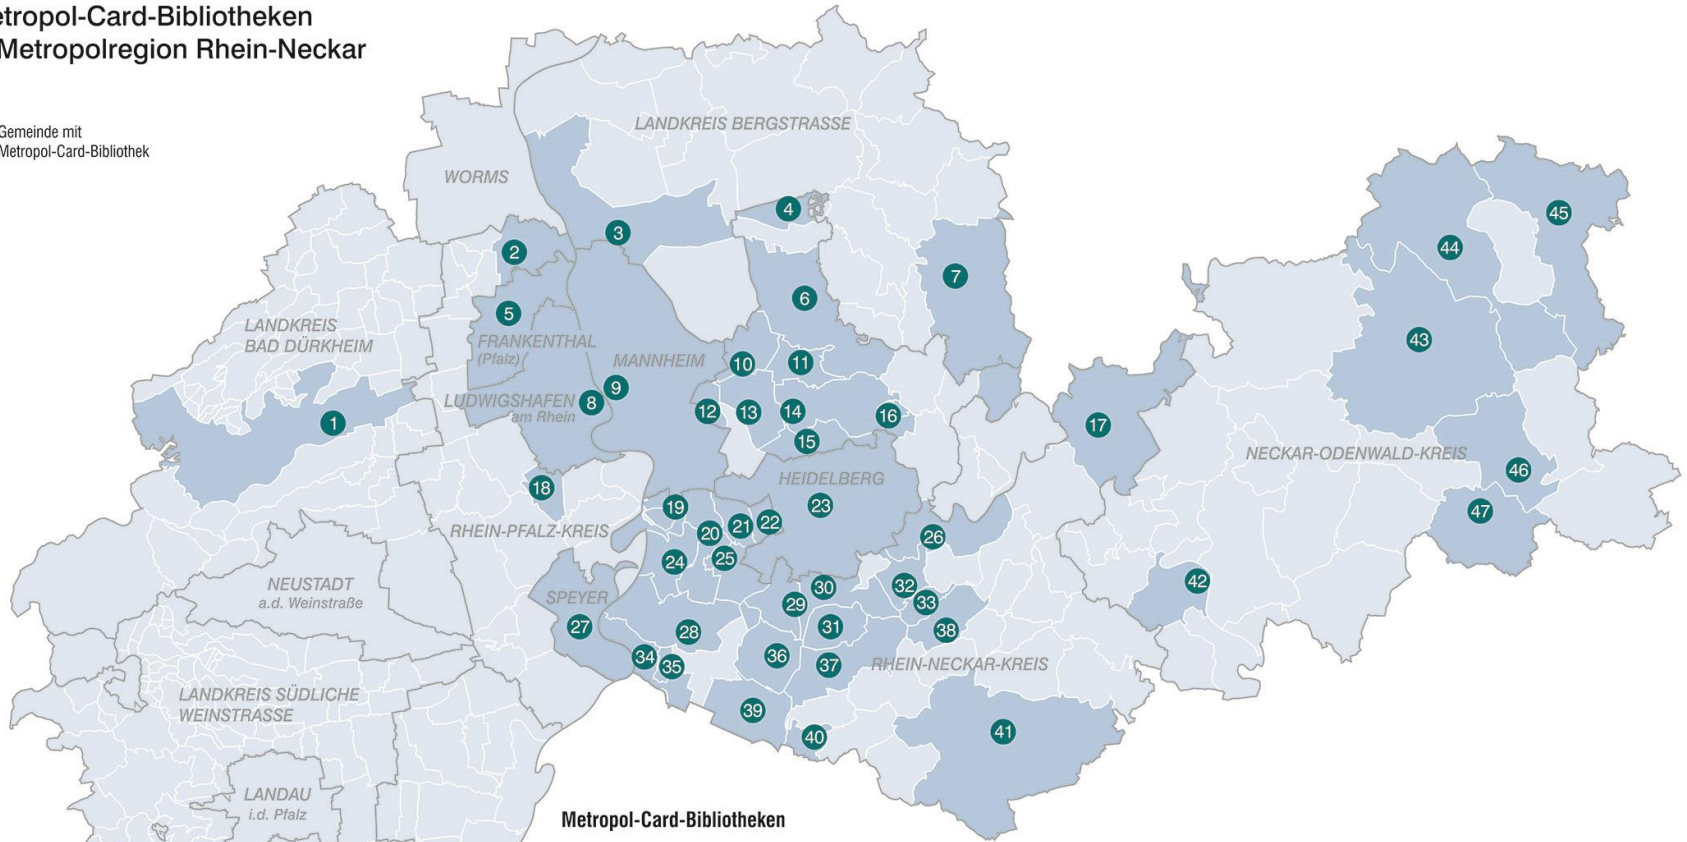 etropol-Card-Bibliotheken
Metropolregion Rhein-Neckar
Gemeinde mit
Metropol-Card-Bibliothek
LANDKREIS BERGSTRASSE
WORMS
4
45
3
44
2
7
6
5
LANDKREIS
BAD DÜRKHEIM
FRANKENTHAL
(Pfalz)
43
MANNHEIM
10
11
9
8
LUDWIGSHAFEN
am Rhein
12
13
14
16
1
17
15
NECKAR-ODENWALD-KREIS
46
HEIDELBERG
18
23
19
47
RHEIN-PFALZ-KREIS
20
21
22
26
24
25
NEUSTADT
a.d. Weinstraße
42
30
32
SPEYER
29
33
27
28
31
38
34
35
36
37
RHEIN-NECKAR-KREIS
LANDKREIS SÜDLICHE
WEINSTRASSE
39
40
41
LANDAU
i.d. Pfalz
Metropol-Card-Bibliotheken